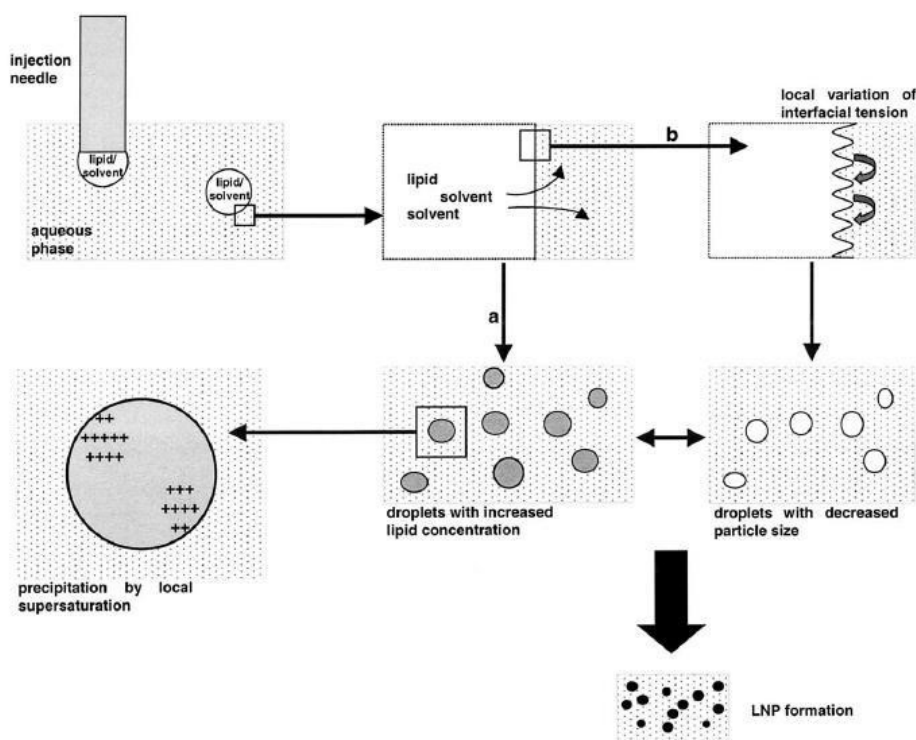 injection
needle
lipid/
solvent
lipid/
solvent
aqueous
phase
lipid
solvent
solvent
b
local variation of
interfacial tension
a
++
+++++
++++
+++
++++
++
precipitation by local
supersaturation
droplets with increased
lipid concentration
droplets with decreased
particle size
LNP formation